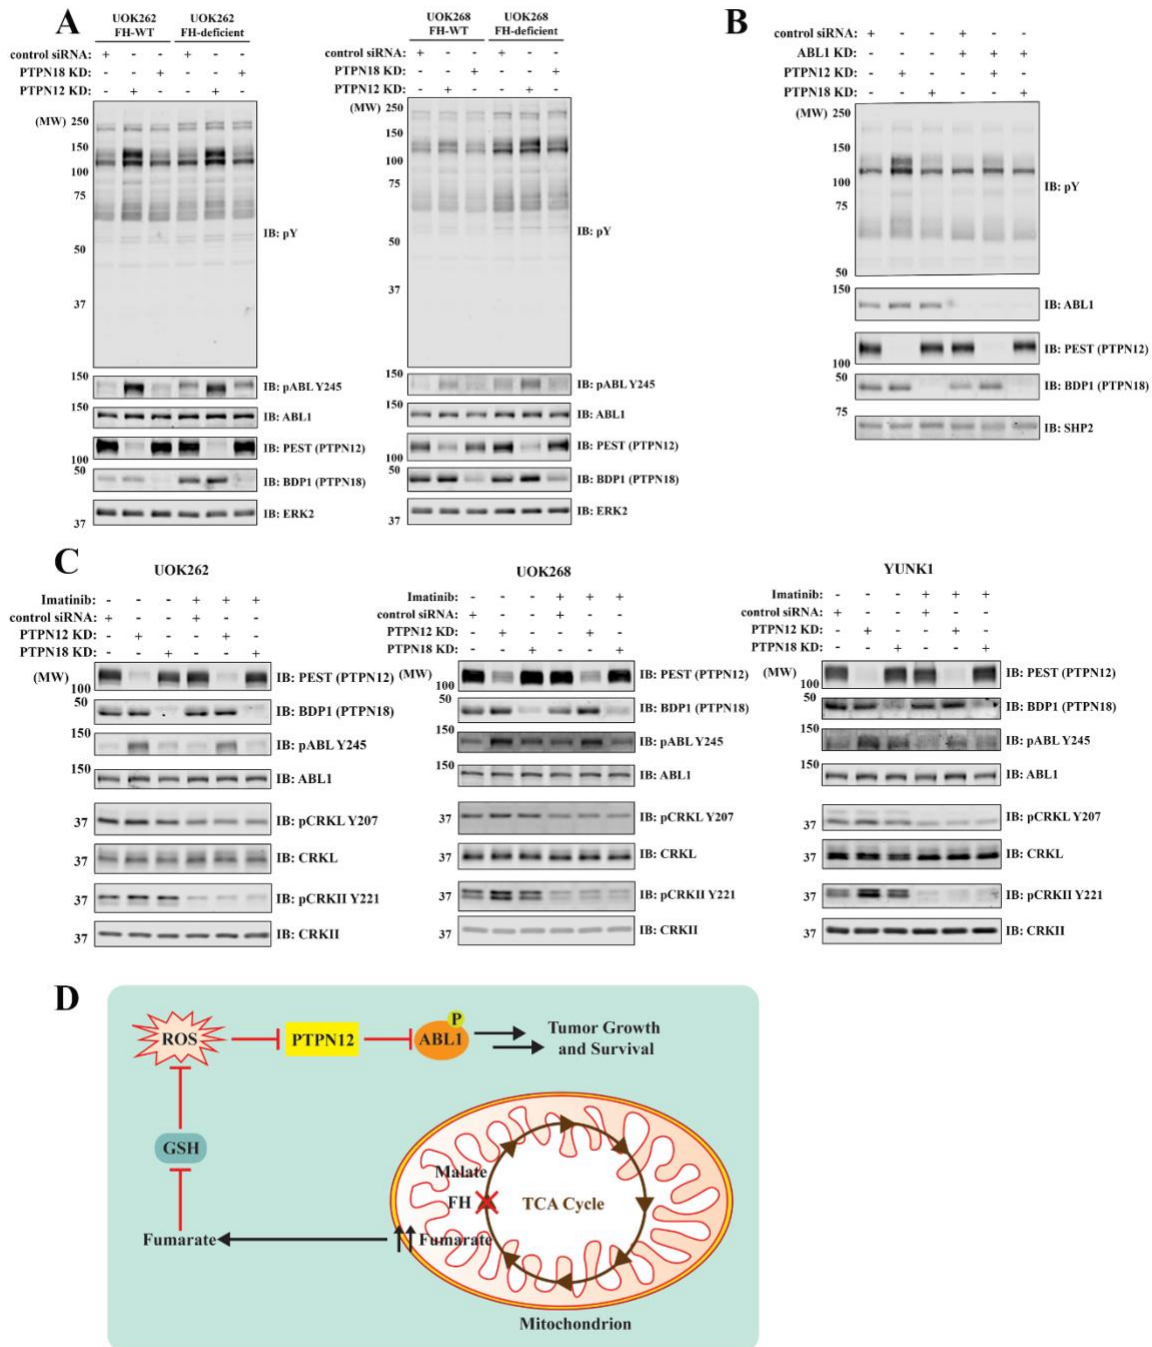 A
UOK262 FH-WT
UOK262 FH-deficient
control siRNA: + - - + - -
PTPN18 KD: - - + - - +
PTPN12 KD: - + - - + -
(MW) 250
150
100
75
50
37
IB: pY
150
IB: pABL Y245
150
IB: ABL1
100
IB: PEST (PTPN12)
50
IB: BDP1 (PTPN18)
37
IB: ERK2
UOK268 FH-WT
UOK268 FH-deficient
control siRNA: + - - + - -
PTPN18 KD: - - + - - +
PTPN12 KD: - + - - + -
(MW) 250
150
100
75
50
37
IB: pY
150
IB: pABL Y245
150
IB: ABL1
100
IB: PEST (PTPN12)
50
IB: BDP1 (PTPN18)
37
IB: ERK2
B
control siRNA: + - - + - -
ABL1 KD: - - - + + +
PTPN12 KD: - + - - + -
PTPN18 KD: - - + - - +
(MW) 250
150
100
75
50
IB: pY
150
IB: ABL1
100
IB: PEST (PTPN12)
50
IB: BDP1 (PTPN18)
75
IB: SHP2
C
UOK262
Imatinib: - - - + + +
control siRNA: + - - + - -
PTPN12 KD: - + - - + -
PTPN18 KD: - - + - - +
(MW) 100
IB: PEST (PTPN12)
50
IB: BDP1 (PTPN18)
150
IB: pABL Y245
150
IB: ABL1
37
IB: pCRKL Y207
37
IB: CRKL
37
IB: pCRKII Y221
37
IB: CRKII
UOK268
Imatinib: - - - + + +
control siRNA: + - - + - -
PTPN12 KD: - + - - + -
PTPN18 KD: - - + - - +
(MW) 100
IB: PEST (PTPN12)
50
IB: BDP1 (PTPN18)
150
IB: pABL Y245
150
IB: ABL1
37
IB: pCRKL Y207
37
IB: CRKL
37
IB: pCRKII Y221
37
IB: CRKII
YUNK1
Imatinib: - - - + + +
control siRNA: + - - + - -
PTPN12 KD: - + - - + -
PTPN18 KD: - - + - - +
(MW) 100
IB: PEST (PTPN12)
50
IB: BDP1 (PTPN18)
150
IB: pABL Y245
150
IB: ABL1
37
IB: pCRKL Y207
37
IB: CRKL
37
IB: pCRKII Y221
37
IB: CRKII
D
ROS
PTPN12
P
ABL1
Tumor Growth
and Survival
GSH
Malate
FH
TCA Cycle
Fumarate
Fumarate
Mitochondrion